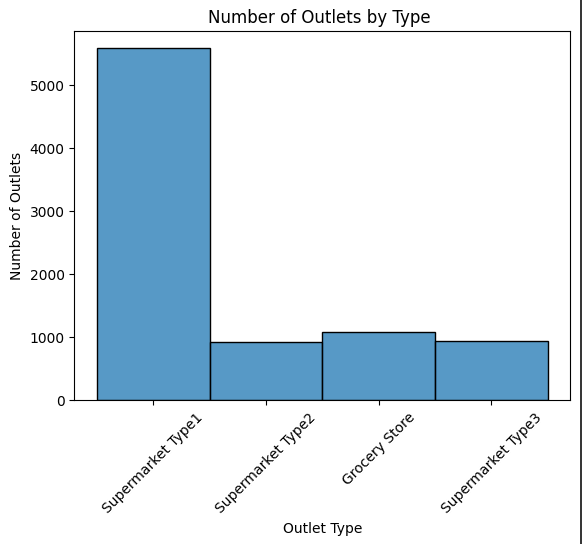 Number of Outlets by Type
Number of Outlets
5000
4000
3000
2000
1000
0
Supermarket Type1
Supermarket Type2
Grocery Store
Supermarket Type3
Outlet Type